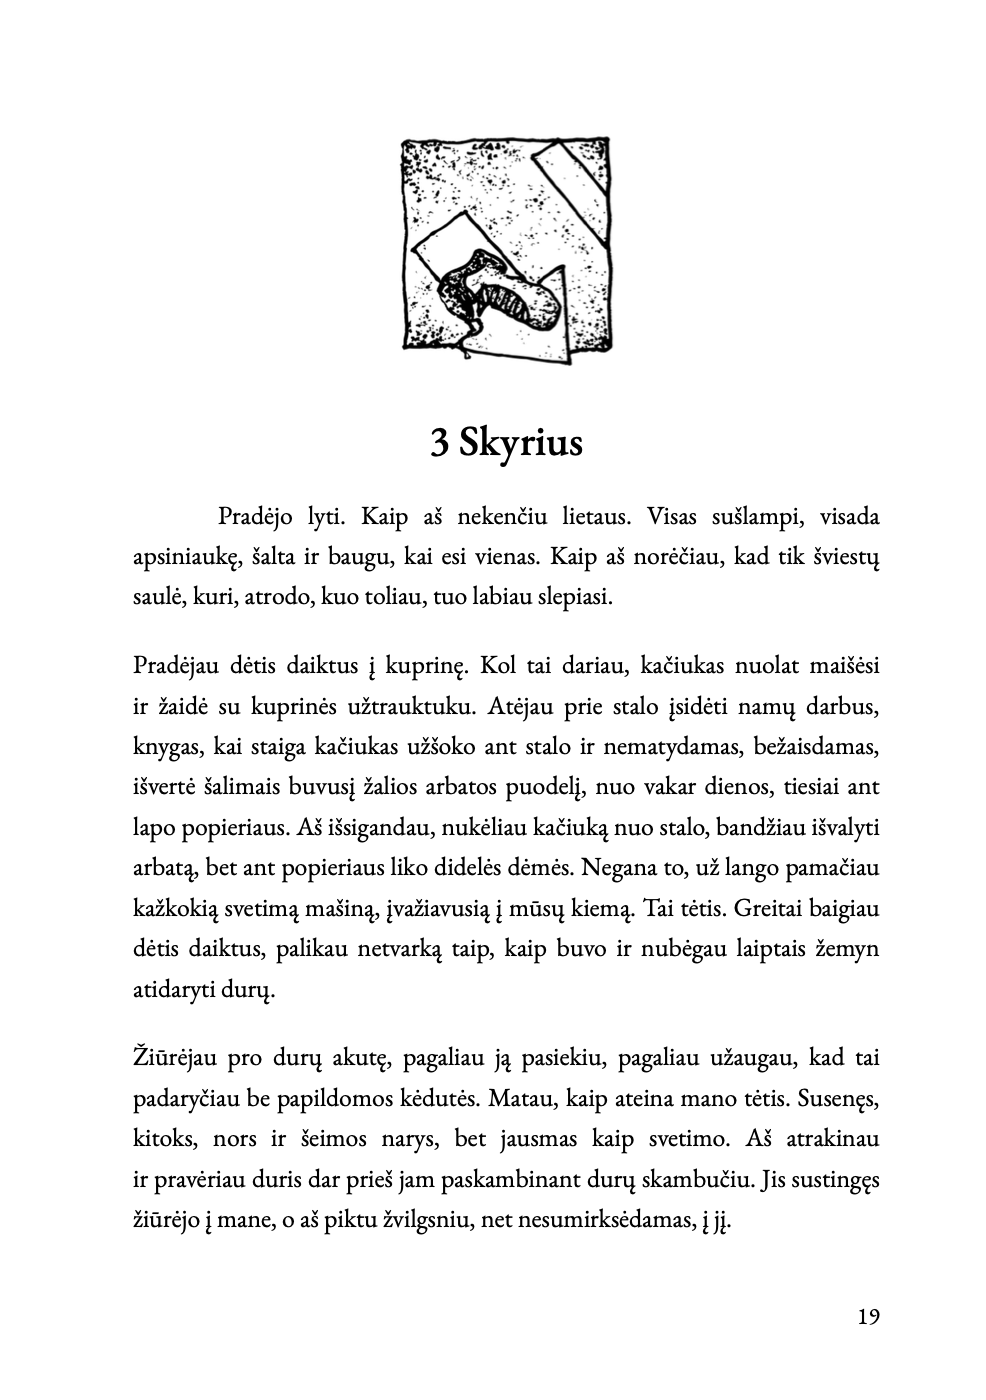 3 Skyrius
Pradėjo lyti. Kaip aš nekenčiu lietaus. Visas sušlampi, visada
apsiniaukę, šalta ir baugu, kai esi vienas. Kaip aš norėčiau, kad tik šviestų
saulė, kuri, atrodo, kuo toliau, tuo labiau slepiasi.
Pradėjau dėtis daiktus į kuprinę. Kol tai dariau, kačiukas nuolat maišėsi
ir žaidė su kuprinės užtrauktuku. Atėjau prie stalo įsidėti namų darbus,
knygas, kai staiga kačiukas užšoko ant stalo ir nematydamas, bežaisdamas,
išvertė šalimais buvusį žalios arbatos puodelį, nuo vakar dienos, tiesiai ant
lapo popieriaus. Aš išsigandau, nukėliau kačiuką nuo stalo, bandžiau išvalyti
arbatą, bet ant popieriaus liko didelės dėmės. Negana to, už lango pamačiau
kažkokią svetimą mašiną, įvažiavusią į mūsų kiemą. Tai tėtis. Greitai baigiau
dėtis daiktus, palikau netvarką taip, kaip buvo ir nubėgau laiptais žemyn
atidaryti durų.
Žiūrėjau pro durų akutę, pagaliau ją pasiekiu, pagaliau užaugau, kad tai
padaryčiau be papildomos kėdutės. Matau, kaip ateina mano tėtis. Susenęs,
kitoks, nors ir šeimos narys, bet jausmas kaip svetimo. Aš atrakinau
ir pravėriau duris dar prieš jam paskambinant durų skambučiu. Jis sustingęs
žiūrėjo į mane, o aš piktu žvilgsniu, net nesumirksėdamas, į jį.
19